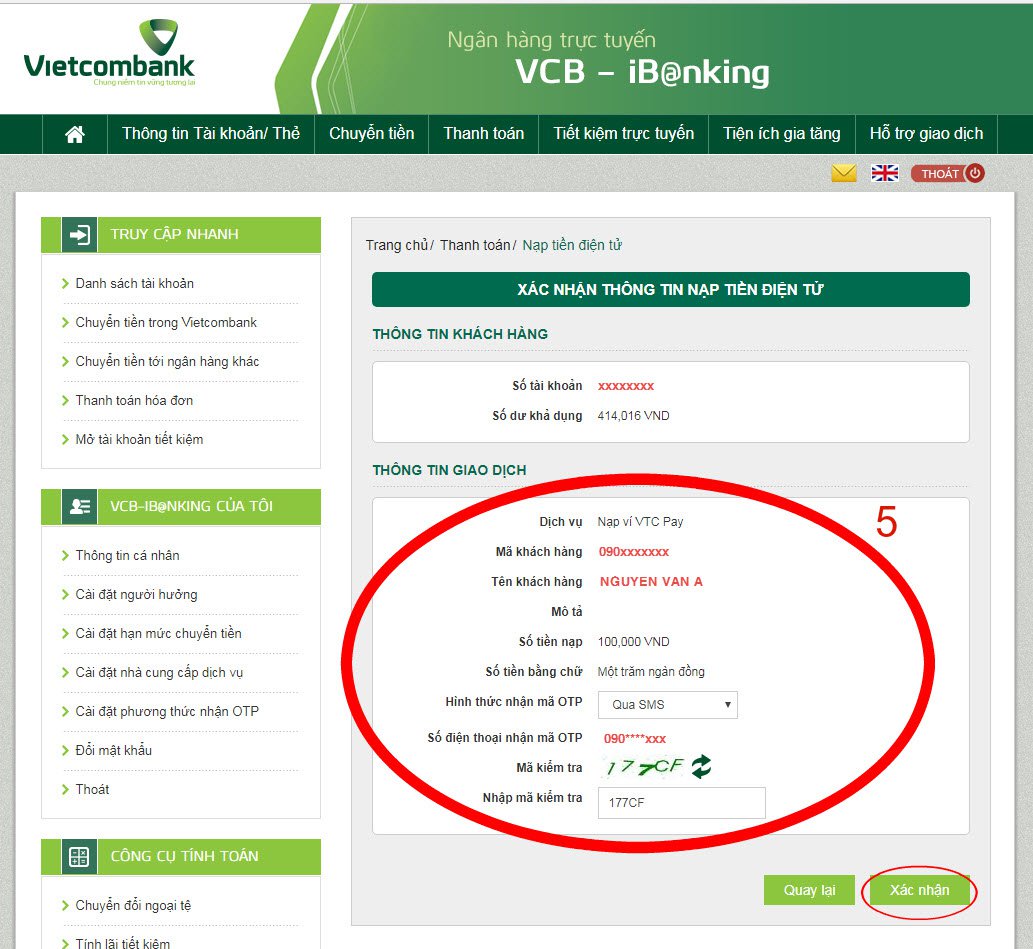 Vietcombank
Chung niềm tin vững tương lai
Ngân hàng trực tuyến
VCB – iB@nking
Thông tin Tài khoản/ Thẻ Chuyển tiền Thanh toán Tiết kiệm trực tuyến Tiện ích gia tăng Hỗ trợ giao dịch
THOÁT
TRUY CẬP NHANH
Danh sách tài khoản
Chuyển tiền trong Vietcombank
Chuyển tiền tới ngân hàng khác
Thanh toán hóa đơn
Mở tài khoản tiết kiệm
VCB-IB@NKING CỦA TÔI
Thông tin cá nhân
Cài đặt người hưởng
Cài đặt hạn mức chuyển tiền
Cài đặt nhà cung cấp dịch vụ
Cài đặt phương thức nhận OTP
Đổi mật khẩu
Thoát
CÔNG CỤ TÍNH TOÁN
Chuyển đổi ngoại tệ
Tính lãi tiết kiệm
Trang chủ/ Thanh toán/ Nạp tiền điện tử
XÁC NHẬN THÔNG TIN NẠP TIỀN ĐIỆN TỬ
THÔNG TIN KHÁCH HÀNG
Số tài khoản xxxxxxxx
Số dư khả dụng 414,016 VND
THÔNG TIN GIAO DỊCH
5
Dịch vụ Nạp ví VTC Pay
Mã khách hàng 090xxxxxxx
Tên khách hàng NGUYEN VAN A
Mô tả
Số tiền nạp 100,000 VND
Số tiền bằng chữ Một trăm ngàn đồng
Hình thức nhận mã OTP Qua SMS
Số điện thoại nhận mã OTP 090****xxx
Mã kiểm tra 177CF
Nhập mã kiểm tra 177CF
Quay lại Xác nhận